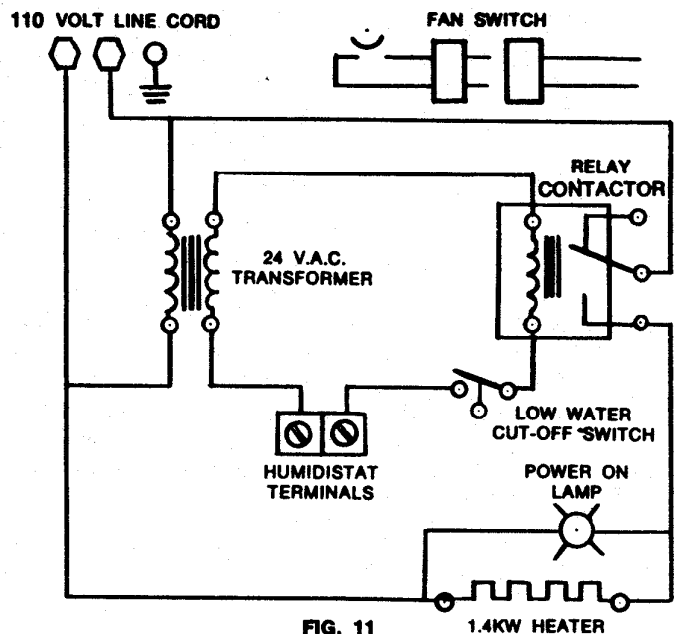 110 VOLT LINE CORD
FAN SWITCH
RELAY
CONTACTOR
24 V.A.C.
TRANSFORMER
LOW WATER
CUT-OFF SWITCH
HUMIDISTAT
TERMINALS
POWER ON
LAMP
FIG. 11
1.4KW HEATER